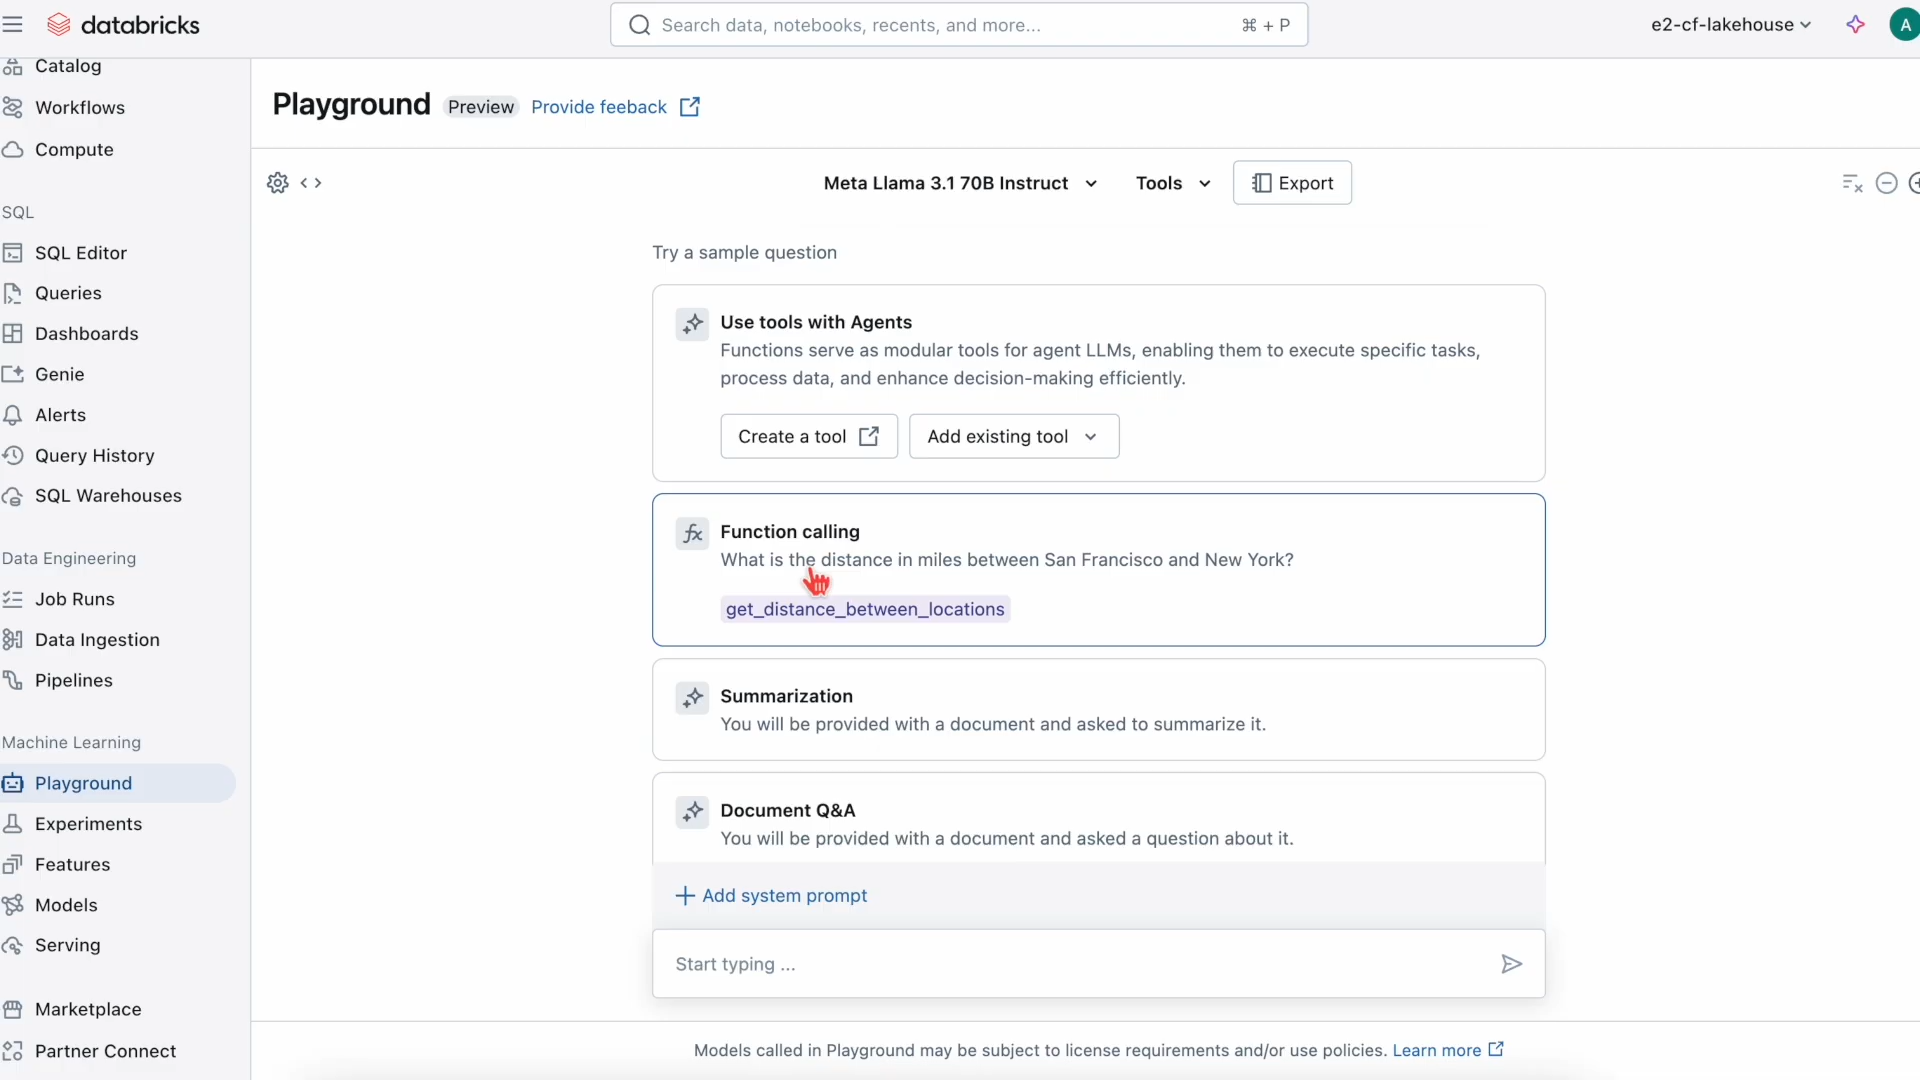 databricks
Search data, notebooks, recents, and more...
⌘ + P
e2-cf-lakehouse
A
Catalog
Workflows
Compute
SQL
SQL Editor
Queries
Dashboards
Genie
Alerts
Query History
SQL Warehouses
Data Engineering
Job Runs
Data Ingestion
Pipelines
Machine Learning
Playground
Experiments
Features
Models
Serving
Marketplace
Partner Connect
Playground
Preview
Provide feeback
Meta Llama 3.1 70B Instruct
Tools
Export
Try a sample question
Use tools with Agents
Functions serve as modular tools for agent LLMs, enabling them to execute specific tasks,
process data, and enhance decision-making efficiently.
Create a tool
Add existing tool
fx
Function calling
What is the distance in miles between San Francisco and New York?
get_distance_between_locations
Summarization
You will be provided with a document and asked to summarize it.
Document Q&A
You will be provided with a document and asked a question about it.
Add system prompt
Start typing ...
Models called in Playground may be subject to license requirements and/or use policies. Learn more